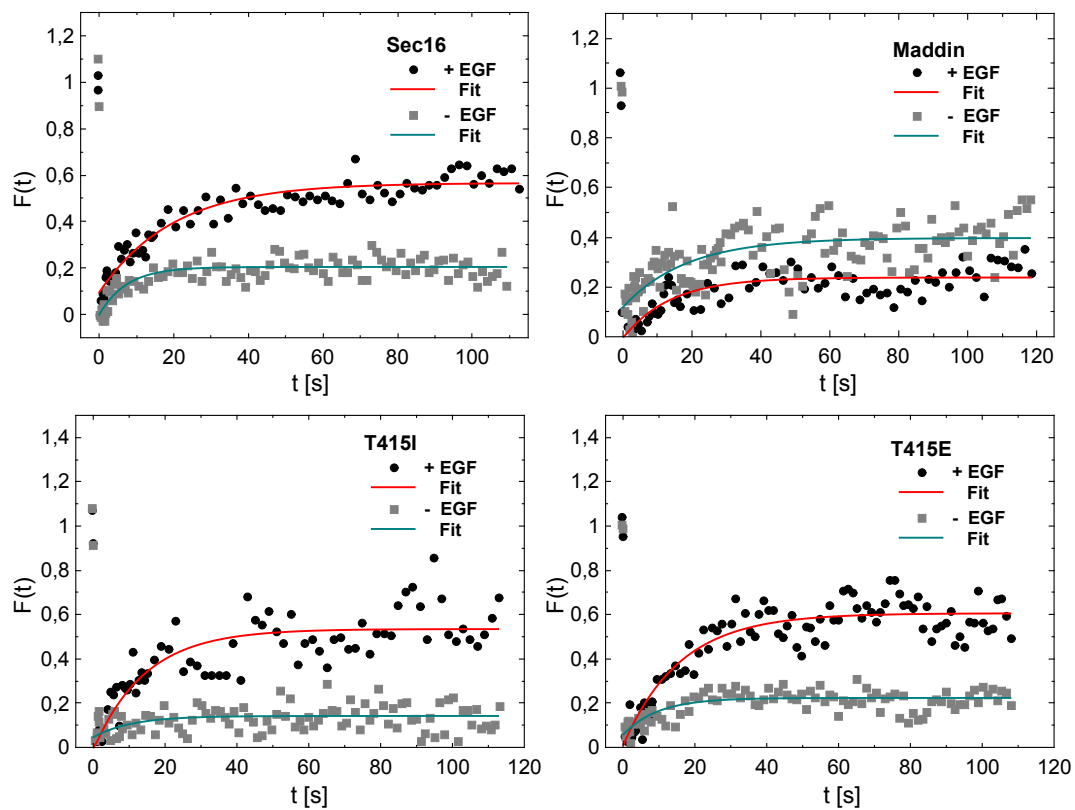 Sec16
+ EGF
Fit
- EGF
Fit
F(t)
1,2
1
0,8
0,6
0,4
0,2
0
0 20 40 60 80 100
t [s]
Maddin
+ EGF
Fit
- EGF
Fit
F(t)
1,2
1
0,8
0,6
0,4
0,2
0
0 20 40 60 80 100 120
t [s]
T415I
+ EGF
Fit
- EGF
Fit
F(t)
1,4
1,2
1
0,8
0,6
0,4
0,2
0
0 20 40 60 80 100 120
t [s]
T415E
+ EGF
Fit
- EGF
Fit
F(t)
1,4
1,2
1
0,8
0,6
0,4
0,2
0
0 20 40 60 80 100 120
t [s]